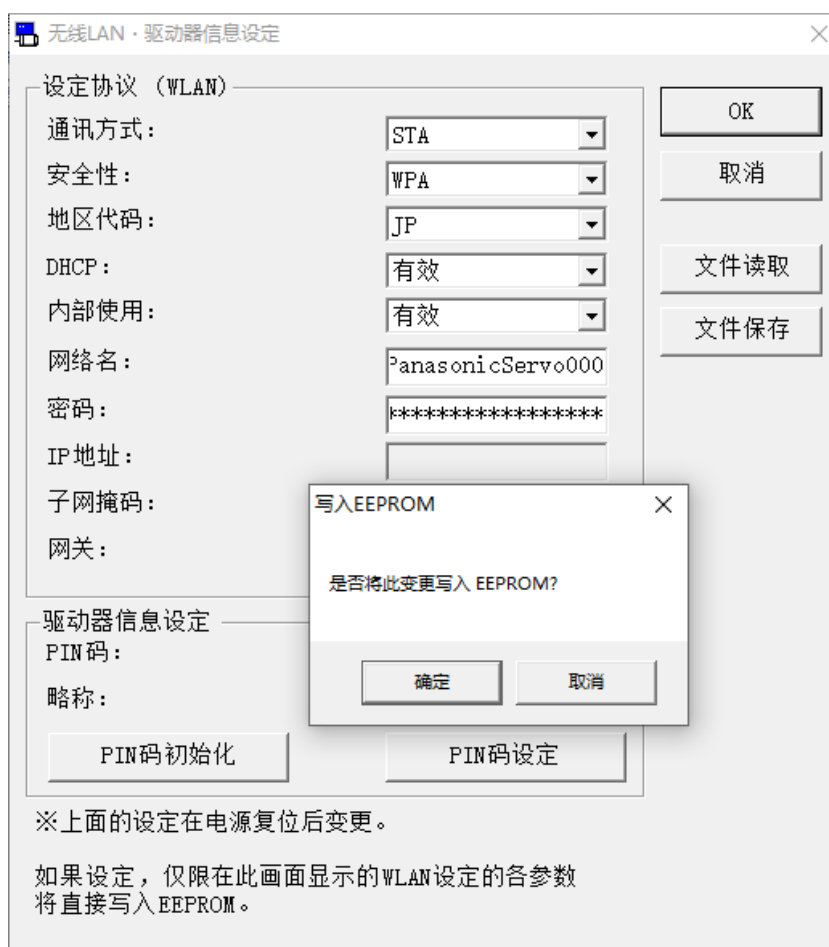 无线LAN·驱动器信息设定
设定协议 (WLAN)
通讯方式: STA
安全性: WPA
地区代码: JP
DHCP: 有效
内部使用: 有效
网络名: PanasonicServo000
密码: *****************
IP地址:
子网掩码:
网关:
OK
取消
文件读取
文件保存
写入EEPROM
是否将此变更写入 EEPROM?
确定 取消
驱动器信息设定
PIN码:
略称:
PIN码初始化 PIN码设定
※上面的设定在电源复位后变更。
如果设定，仅限在此画面显示的WLAN设定的各参数
将直接写入EEPROM。